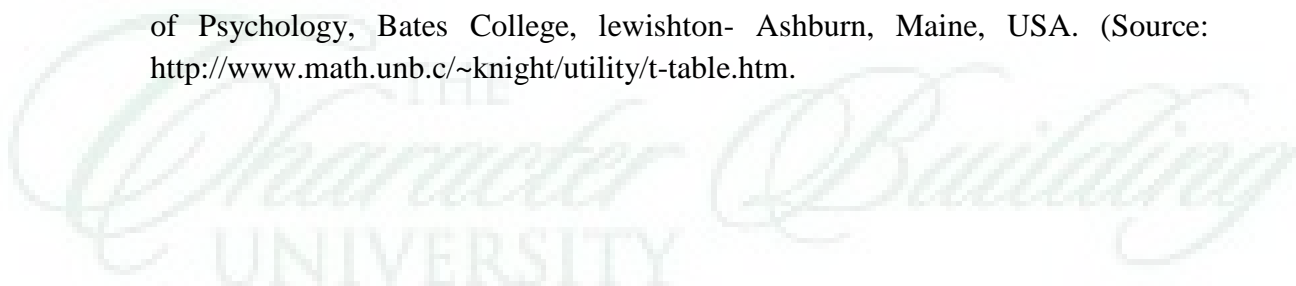 of Psychology, Bates College, lewishton- Ashburn, Maine, USA. (Source:
http://www.math.unb.c/~knight/utility/t-table.htm.
THE
Character Building
UNIVERSITY